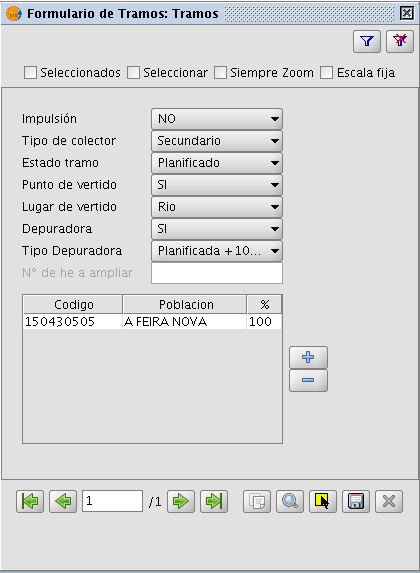 Formulario de Tramos: Tramos
Seleccionados Seleccionar Siempre Zoom Escala fija
Impulsión NO
Tipo de colector Secundario
Estado tramo Planificado
Punto de vertido SI
Lugar de vertido Rio
Depuradora SI
Tipo Depuradora Planificada + 10...
Nº de he a ampliar
Codigo Poblacion %
150430505 A FEIRA NOVA 100
1 /1